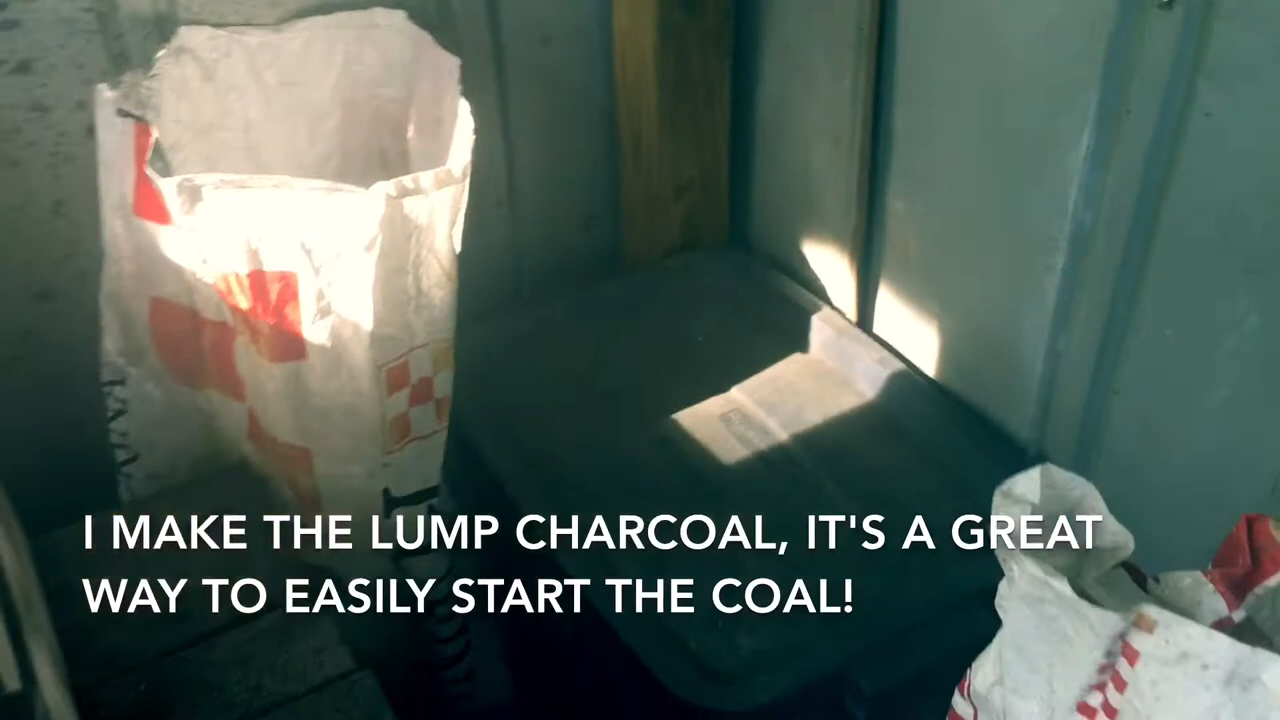 I MAKE THE LUMP CHARCOAL, IT'S A GREAT
WAY TO EASILY START THE COAL!